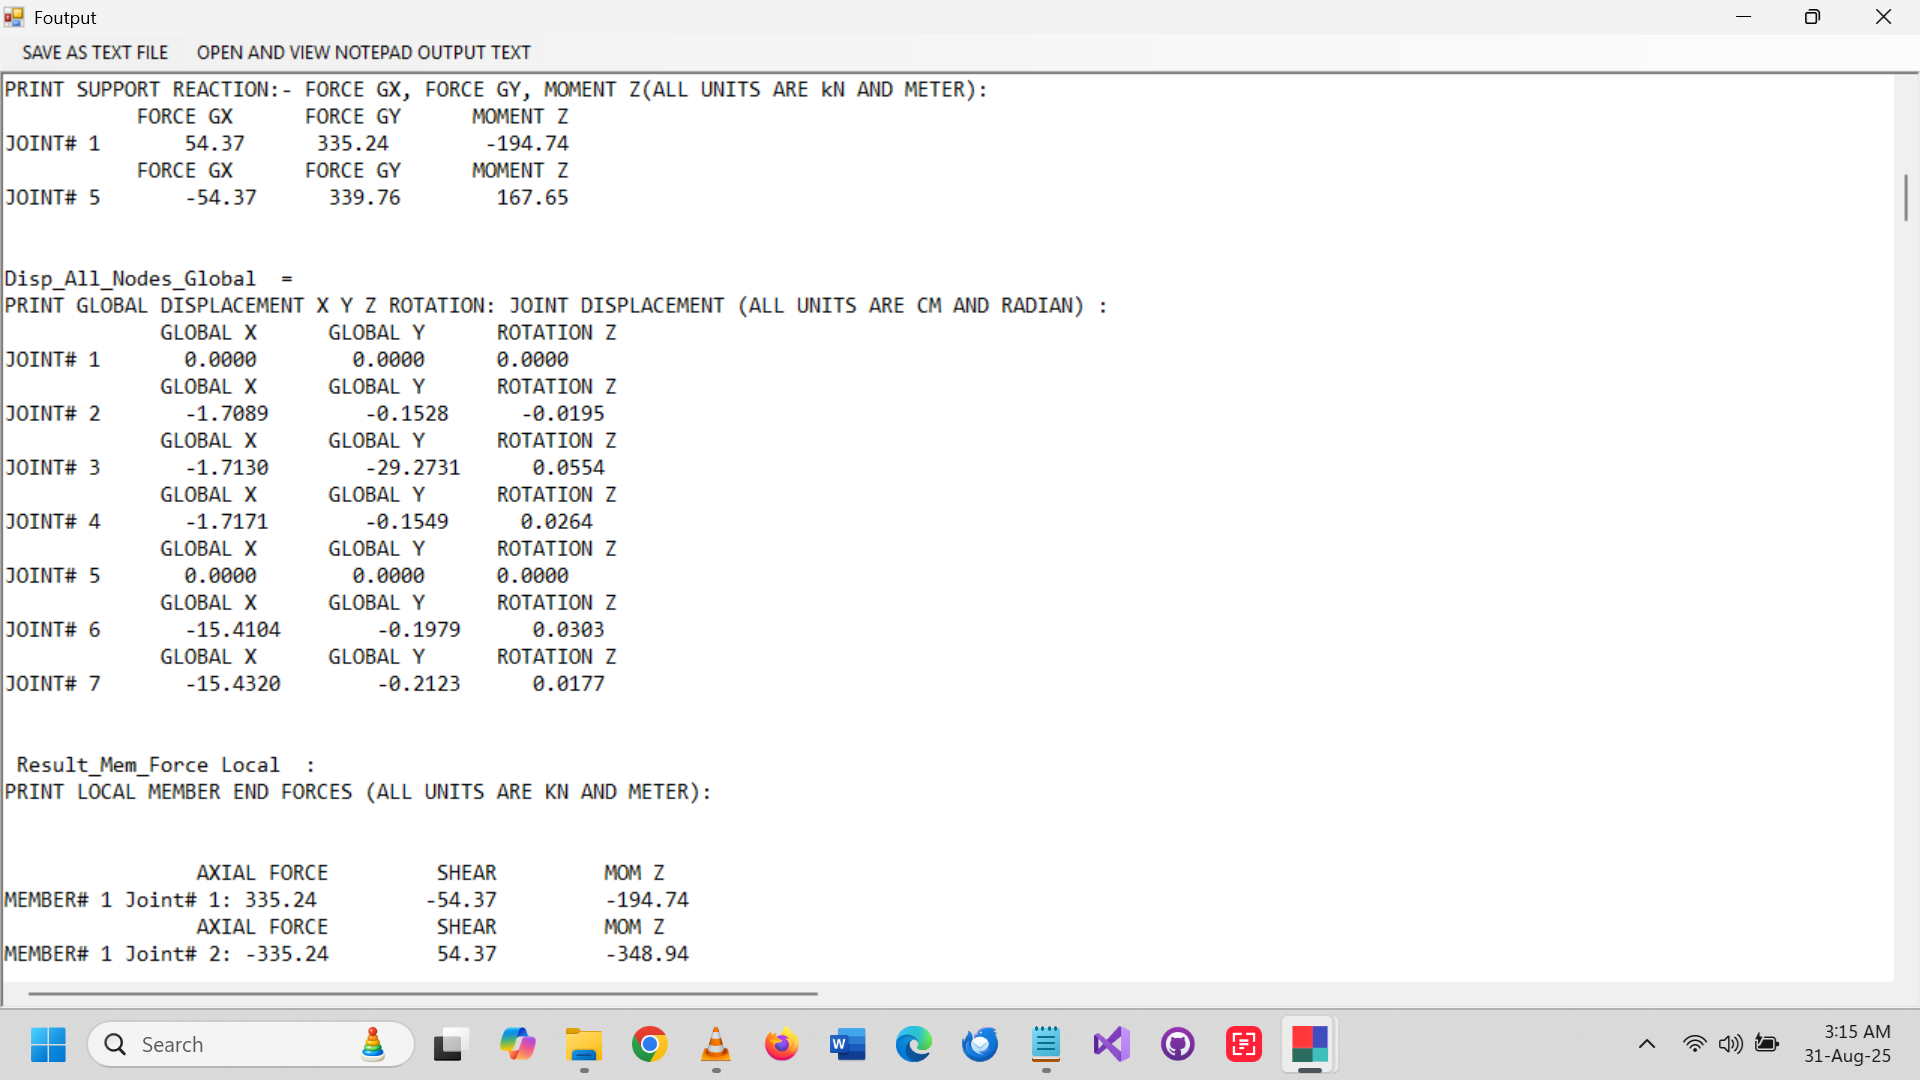 Foutput
SAVE AS TEXT FILE OPEN AND VIEW NOTEPAD OUTPUT TEXT
PRINT SUPPORT REACTION:- FORCE GX, FORCE GY, MOMENT Z(ALL UNITS ARE kN AND METER):
FORCE GX FORCE GY MOMENT Z
JOINT# 1 54.37 335.24 -194.74
FORCE GX FORCE GY MOMENT Z
JOINT# 5 -54.37 339.76 167.65
Disp_All_Nodes_Global =
PRINT GLOBAL DISPLACEMENT X Y Z ROTATION: JOINT DISPLACEMENT (ALL UNITS ARE CM AND RADIAN) :
GLOBAL X GLOBAL Y ROTATION Z
JOINT# 1 0.0000 0.0000 0.0000
GLOBAL X GLOBAL Y ROTATION Z
JOINT# 2 -1.7089 -0.1528 -0.0195
GLOBAL X GLOBAL Y ROTATION Z
JOINT# 3 -1.7130 -29.2731 0.0554
GLOBAL X GLOBAL Y ROTATION Z
JOINT# 4 -1.7171 -0.1549 0.0264
GLOBAL X GLOBAL Y ROTATION Z
JOINT# 5 0.0000 0.0000 0.0000
GLOBAL X GLOBAL Y ROTATION Z
JOINT# 6 -15.4104 -0.1979 0.0303
GLOBAL X GLOBAL Y ROTATION Z
JOINT# 7 -15.4320 -0.2123 0.0177
Result_Mem_Force Local :
PRINT LOCAL MEMBER END FORCES (ALL UNITS ARE KN AND METER):
AXIAL FORCE SHEAR MOM Z
MEMBER# 1 Joint# 1: 335.24 -54.37 -194.74
AXIAL FORCE SHEAR MOM Z
MEMBER# 1 Joint# 2: -335.24 54.37 -348.94
Search
3:15 AM
31-Aug-25